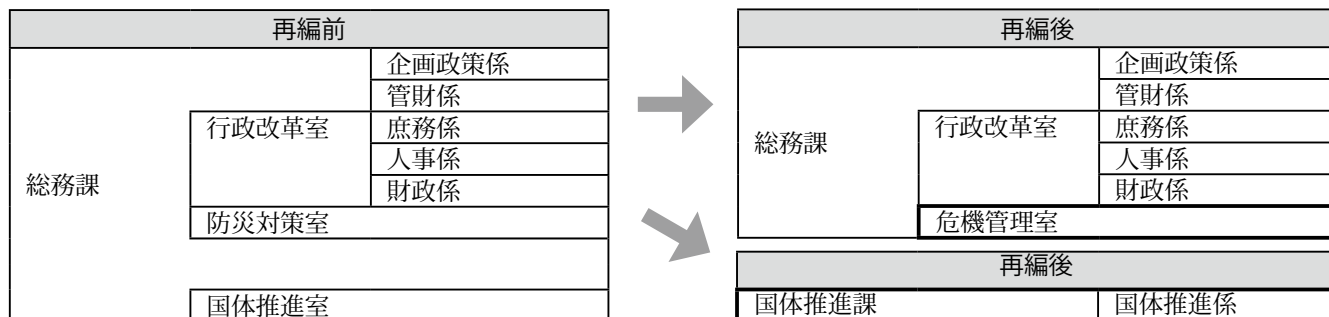 再編前
企画政策係
管財係
行政改革室
庶務係
人事係
総務課
財政係
防災対策室
国体推進室
再編後
企画政策係
管財係
行政改革室
庶務係
総務課
人事係
財政係
危機管理室
再編後
国体推進課
国体推進係